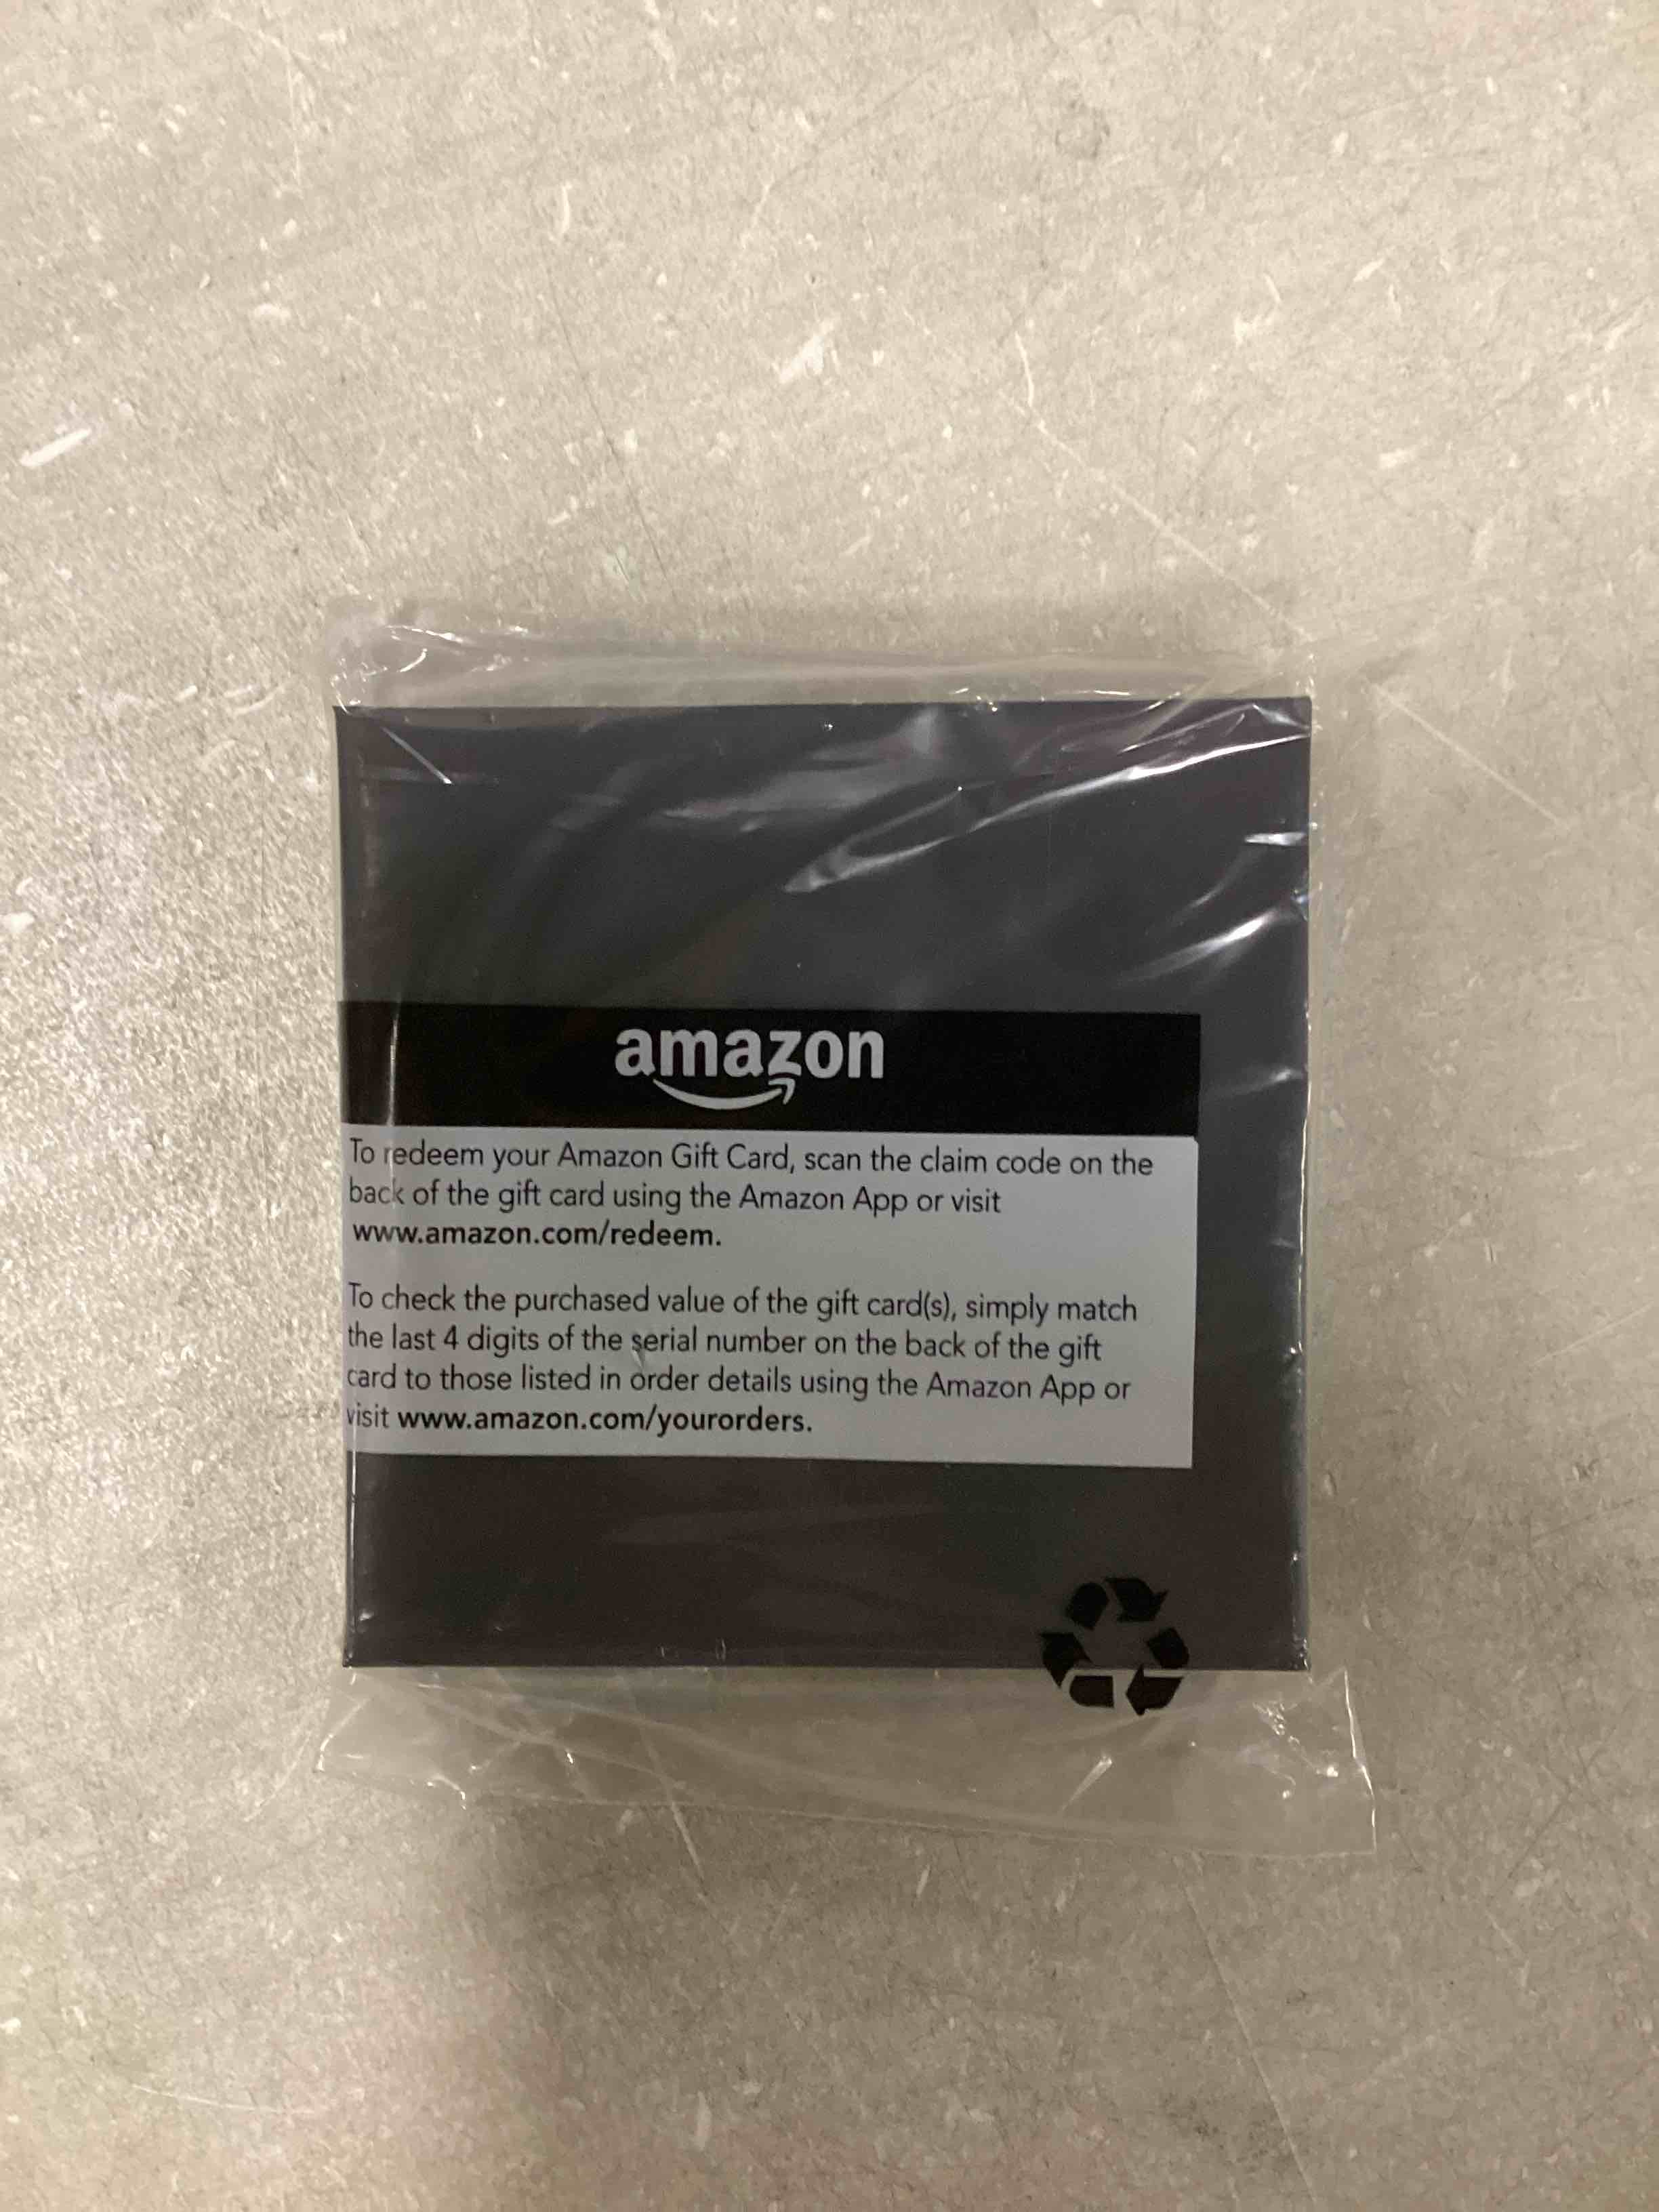 amazon
To redeem your Amazon Gift Card, scan the claim code on the
back of the gift card using the Amazon App or visit
www.amazon.com/redeem.
To check the purchased value of the gift card(s), simply match
the last 4 digits of the serial number on the back of the gift
card to those listed in order details using the Amazon App or
visit www.amazon.com/yourorders.